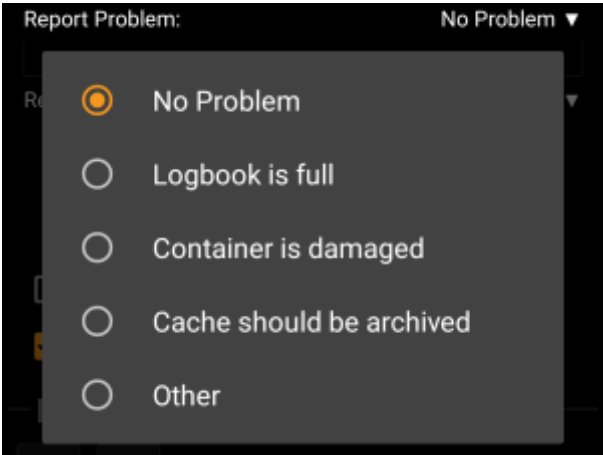 Report Problem: No Problem ▼
No Problem
Logbook is full
Container is damaged
Cache should be archived
Other